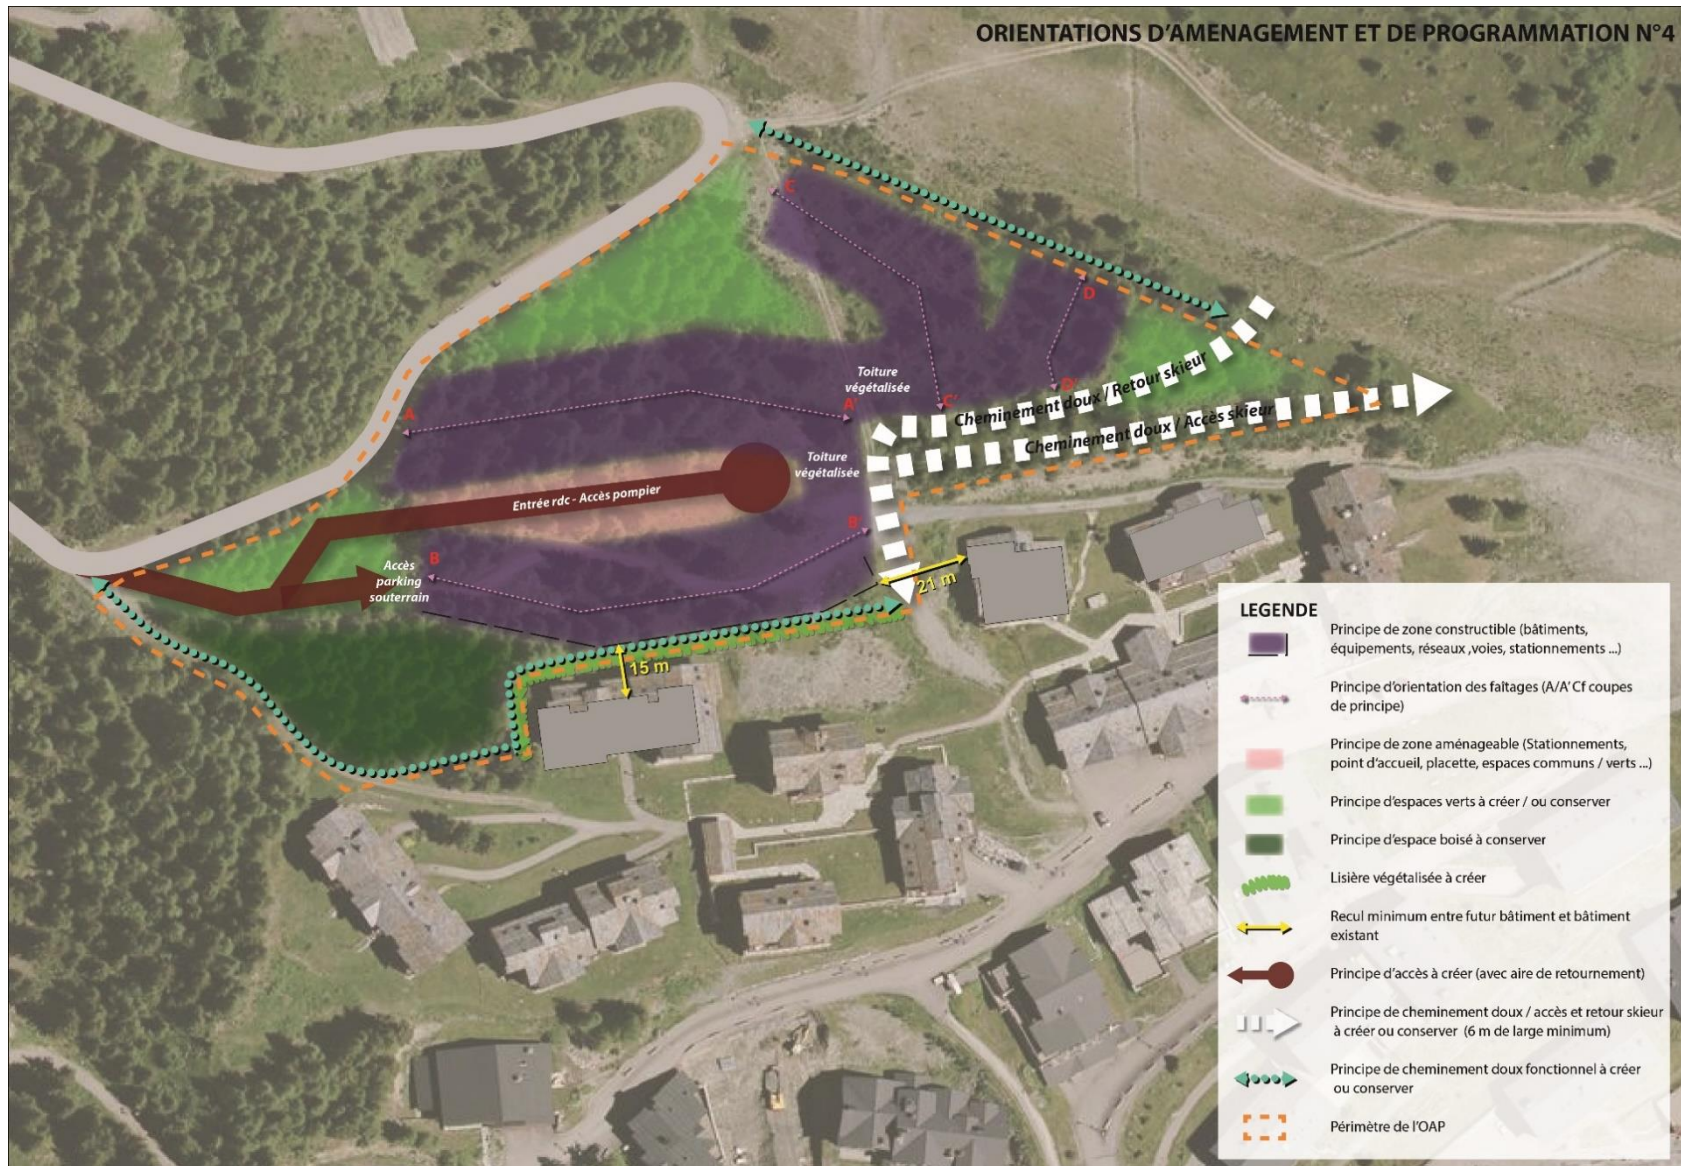 ORIENTATIONS D'AMENAGEMENT ET DE PROGRAMMATION N°4
C
D
A
Toiture
végétalisée
A'
C'
D'
Cheminement doux / Retour skieur
Cheminement doux / Accès skieur
Toiture
végétalisée
Entrée rdc - Accès pompier
B
B
Accès
parking
souterrain
21 m
15 m
LEGENDE
Principe de zone constructible (bâtiments,
équipements, réseaux ,voies, stationnements ...)
Principe d'orientation des faîtages (A/A' Cf coupes
de principe)
Principe de zone aménageable (Stationnements,
point d'accueil, placette, espaces communs / verts ...)
Principe d'espaces verts à créer / ou conserver
Principe d'espace boisé à conserver
Lisière végétalisée à créer
Recul minimum entre futur bâtiment et bâtiment
existant
Principe d'accès à créer (avec aire de retournement)
Principe de cheminement doux / accès et retour skieur
à créer ou conserver (6 m de large minimum)
Principe de cheminement doux fonctionnel à créer
ou conserver
Périmètre de l'OAP